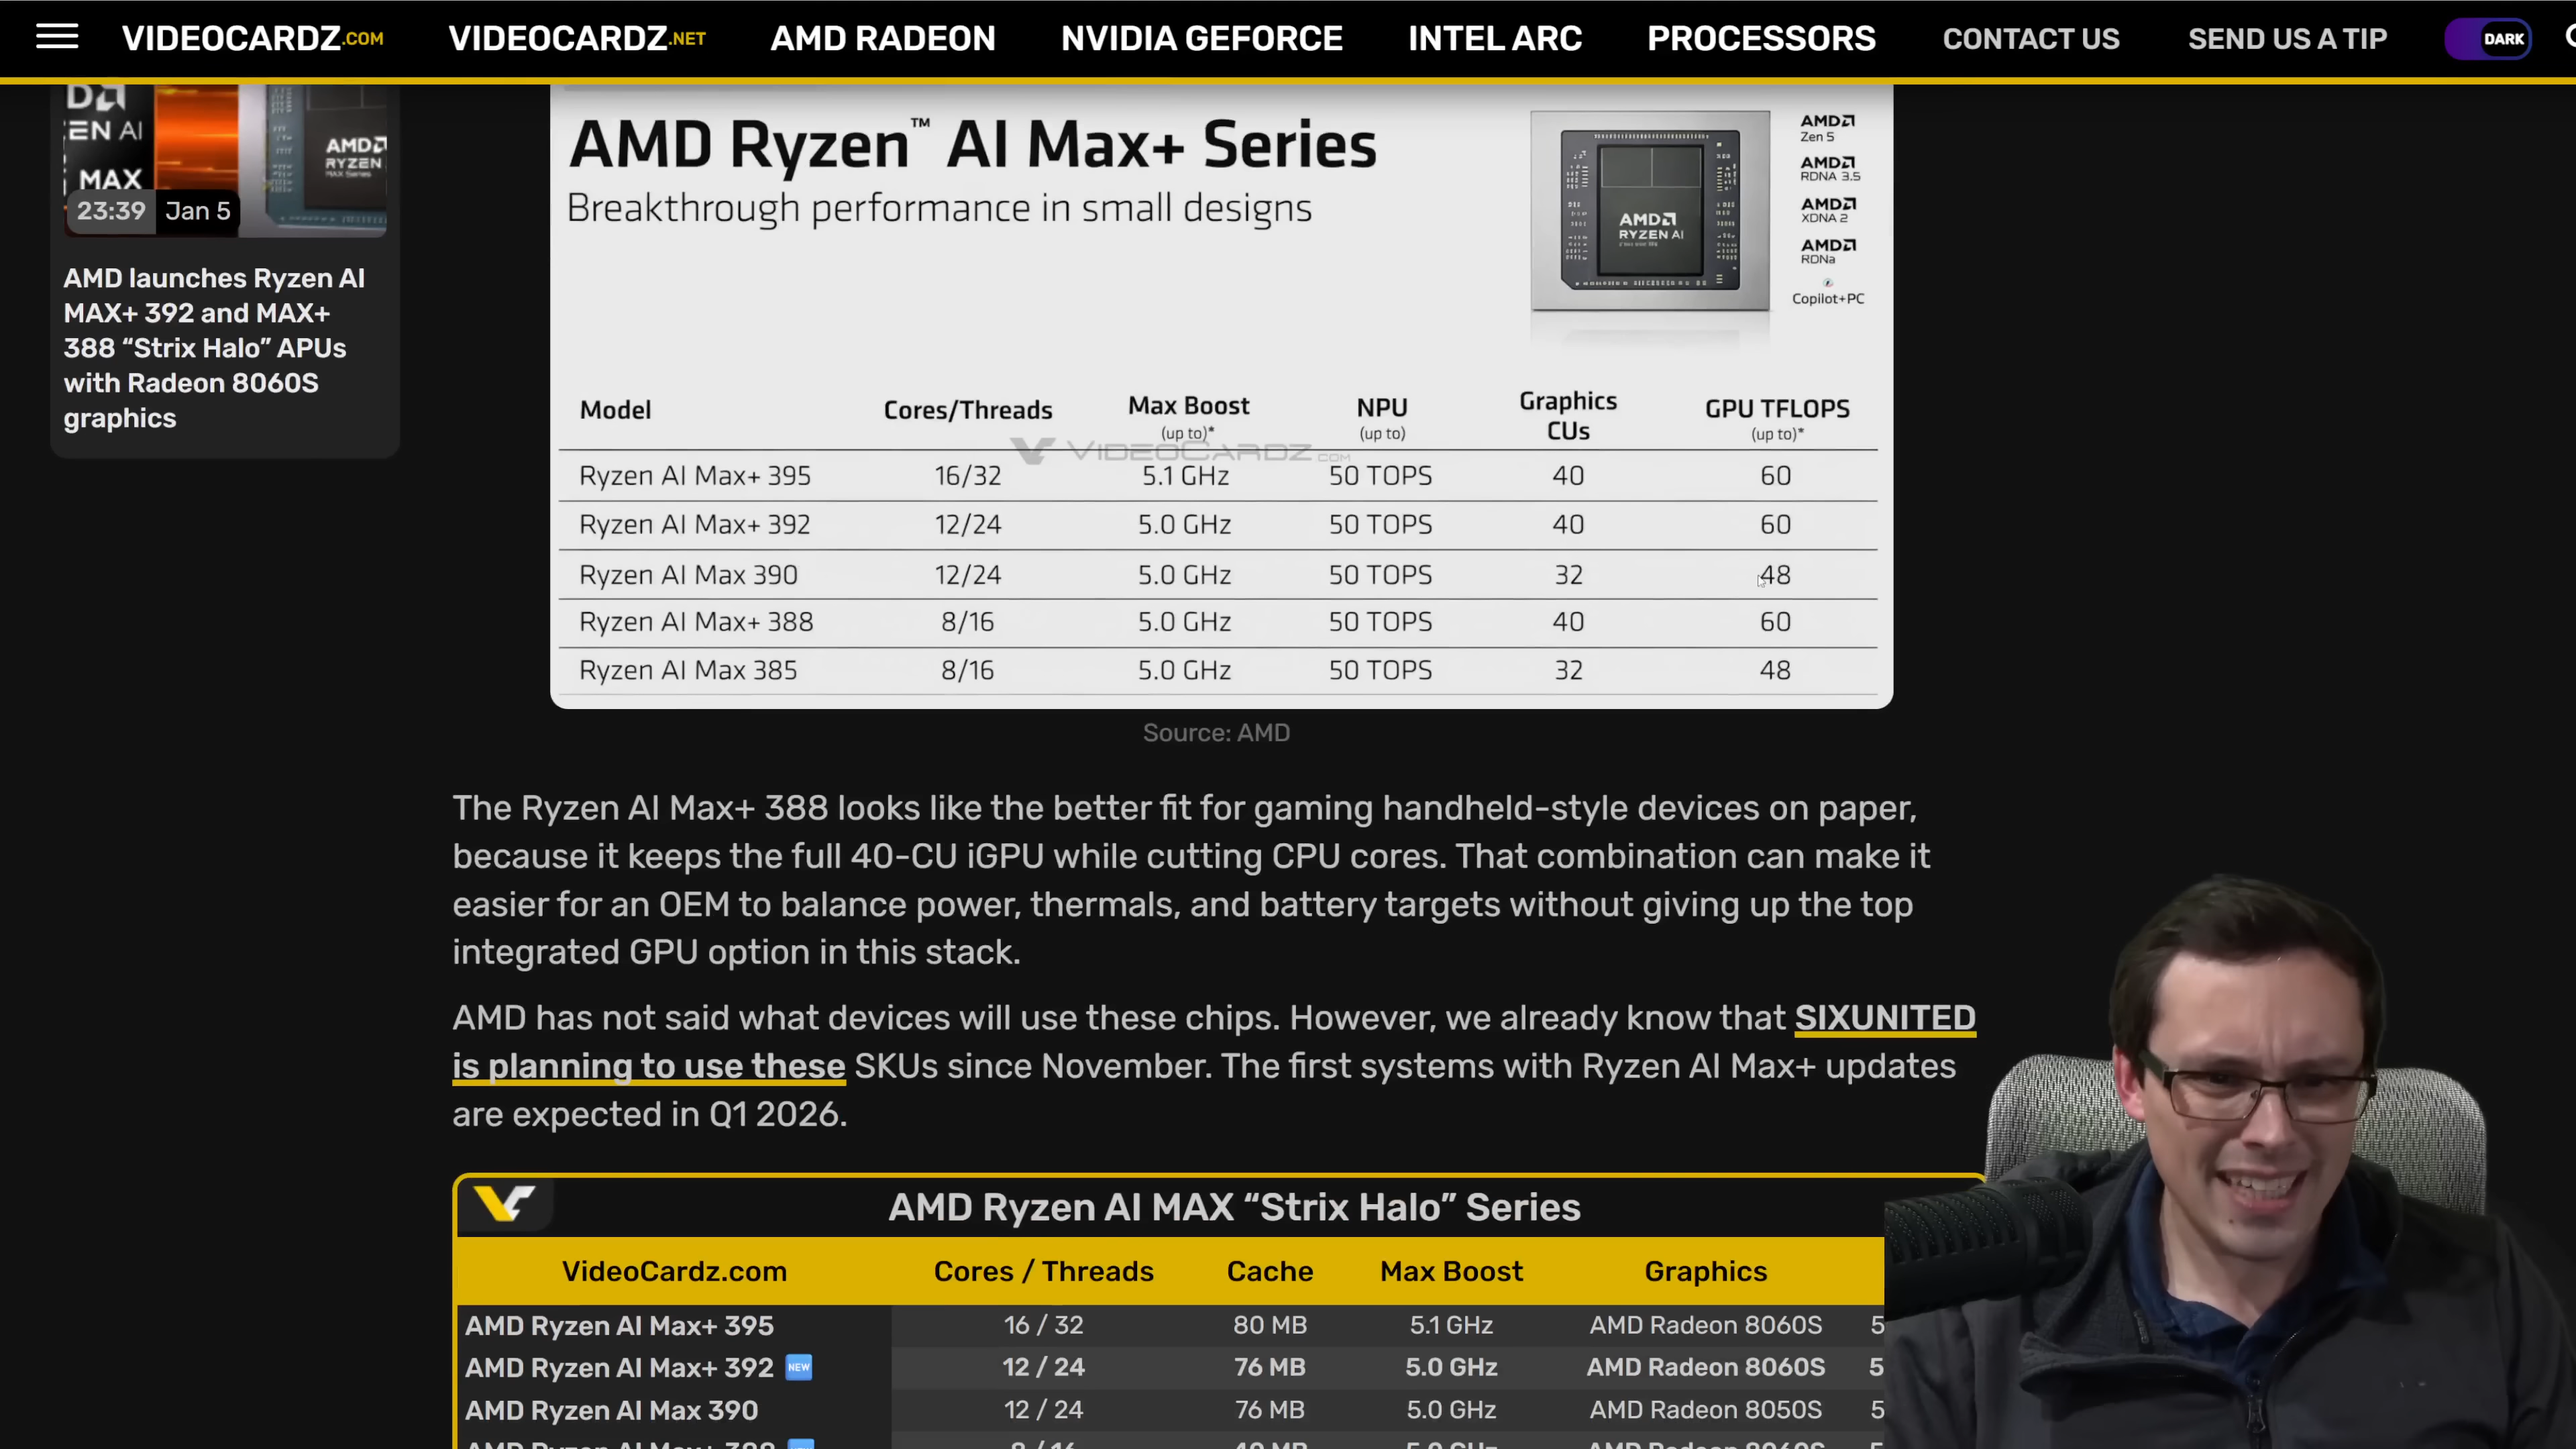 VIDEOCARDZ.COM VIDEOCARDZ.NET AMD RADEON NVIDIA GEFORCE INTEL ARC PROCESSORS CONTACT US SEND US A TIP DARK
EN AI
MAX
AMD
RYZEN
MAX Series
23:39 Jan 5
AMD launches Ryzen AI
MAX+ 392 and MAX+
388 “Strix Halo” APUs
with Radeon 8060S
graphics
AMD Ryzen™ AI Max+ Series
Breakthrough performance in small designs
AMD
RYZEN AI
AMD
Zen 5
AMD
RDNA 3.5
AMD
XDNA 2
AMD
RDNa
Copilot+PC
Model Cores/Threads Max Boost (up to)* NPU (up to) Graphics CUs GPU TFLOPS (up to)*
VIDEOCARDZ.COM
Ryzen AI Max+ 395 16/32 5.1 GHz 50 TOPS 40 60
Ryzen AI Max+ 392 12/24 5.0 GHz 50 TOPS 40 60
Ryzen AI Max 390 12/24 5.0 GHz 50 TOPS 32 48
Ryzen AI Max+ 388 8/16 5.0 GHz 50 TOPS 40 60
Ryzen AI Max 385 8/16 5.0 GHz 50 TOPS 32 48
Source: AMD
The Ryzen AI Max+ 388 looks like the better fit for gaming handheld-style devices on paper,
because it keeps the full 40-CU iGPU while cutting CPU cores. That combination can make it
easier for an OEM to balance power, thermals, and battery targets without giving up the top
integrated GPU option in this stack.
AMD has not said what devices will use these chips. However, we already know that SIXUNITED
is planning to use these SKUs since November. The first systems with Ryzen AI Max+ updates
are expected in Q1 2026.
AMD Ryzen AI MAX “Strix Halo” Series
VideoCardz.com Cores / Threads Cache Max Boost Graphics
AMD Ryzen AI Max+ 395 16 / 32 80 MB 5.1 GHz AMD Radeon 8060S 5
AMD Ryzen AI Max+ 392 NEW 12 / 24 76 MB 5.0 GHz AMD Radeon 8060S 5
AMD Ryzen AI Max 390 12 / 24 76 MB 5.0 GHz AMD Radeon 8050S 5